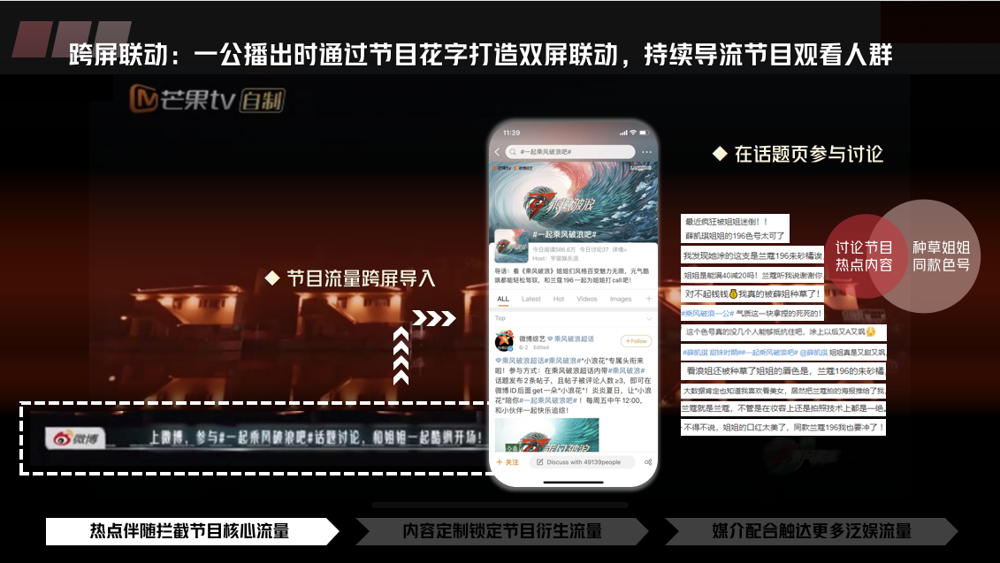 跨屏联动：一公播出时通过节目花字打造双屏联动，持续导流节目观看人群
芒果tv 自制
节目流量跨屏导入
微博
上微博，参与#一起乘风破浪吧#话题讨论，和姐姐一起酷飒开场！
11:39
#一起乘风破浪吧#
乘风破浪
#一起乘风破浪吧#
今日阅读586.6万 今日讨论37 详情>
Host：宇宙娱乐派
导语：看《乘风破浪》姐姐们风格百变魅力无限，元气酷
飒都能轻松驾驭，和兰蔻196一起为姐姐打call吧！
ALL Latest Hot Videos Images
Top
微博综艺 乘风破浪超话
6-2 Edited
+Follow
乘风破浪超话#乘风破浪#"小浪花"专属头衔来
啦！参与方式：在乘风破浪超话内带#乘风破浪#
话题发布2条帖子，且帖子被评论人数≥3，即可在
微博ID后面get一朵"小浪花"！炎炎夏日，让"小浪
花"陪你#一起乘风破浪吧#！每周五中午12:00，
和小伙伴一起快乐追综！
+ 关注
Discuss with 49139people
在话题页参与讨论
最近疯狂被姐姐迷倒！！
薛凯琪姐姐的196色号太可了
我发现她涂的这支是兰蔻196朱砂橘诶
姐姐是能满40减20吗！兰蔻听我说谢谢你
对不起钱钱💰我真的被薛姐种草了！
#乘风破浪一公# 气质这一块拿捏的死死的！
这个色号真的没几个人能够抵抗住吧，涂上以后又A又飒
#薛凯琪 甜妹时期##一起乘风破浪吧# @薛凯琪 姐姐真是又甜又飒
看浪姐还被种草了姐姐的唇色，兰蔻196的朱砂橘
大数据肯定也知道我喜欢看美女，居然把兰蔻拍的海报推给了我
兰蔻就是兰蔻，不管是在妆容上还是拍照技术上都是一绝
不得不说，姐姐的口红太美了，同款兰蔻196我也要冲了！
讨论节目
热点内容
种草姐姐
同款色号
热点伴随拦截节目核心流量
内容定制锁定节目衍生流量
媒介配合触达更多泛娱流量